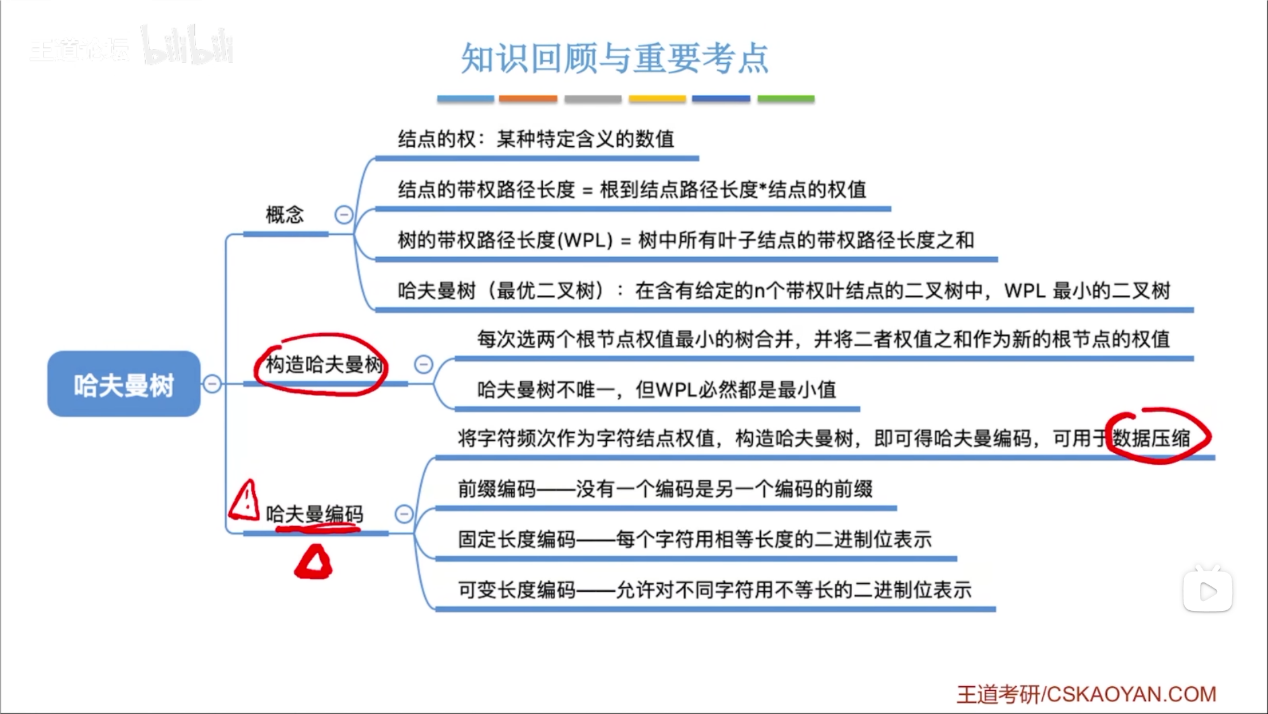 王道论坛 bilibili
知识回顾与重要考点
结点的权：某种特定含义的数值
结点的带权路径长度 = 根到结点路径长度*结点的权值
概念
树的带权路径长度(WPL) = 树中所有叶子结点的带权路径长度之和
哈夫曼树（最优二叉树）：在含有给定的n个带权叶结点的二叉树中，WPL 最小的二叉树
每次选两个根节点权值最小的树合并，并将二者权值之和作为新的根节点的权值
构造哈夫曼树
哈夫曼树
哈夫曼树不唯一，但WPL必然都是最小值
将字符频次作为字符结点权值，构造哈夫曼树，即可得哈夫曼编码，可用于数据压缩
前缀编码——没有一个编码是另一个编码的前缀
哈夫曼编码
固定长度编码——每个字符用相等长度的二进制位表示
可变长度编码——允许对不同字符用不等长的二进制位表示
王道考研/CSKAOYAN.COM